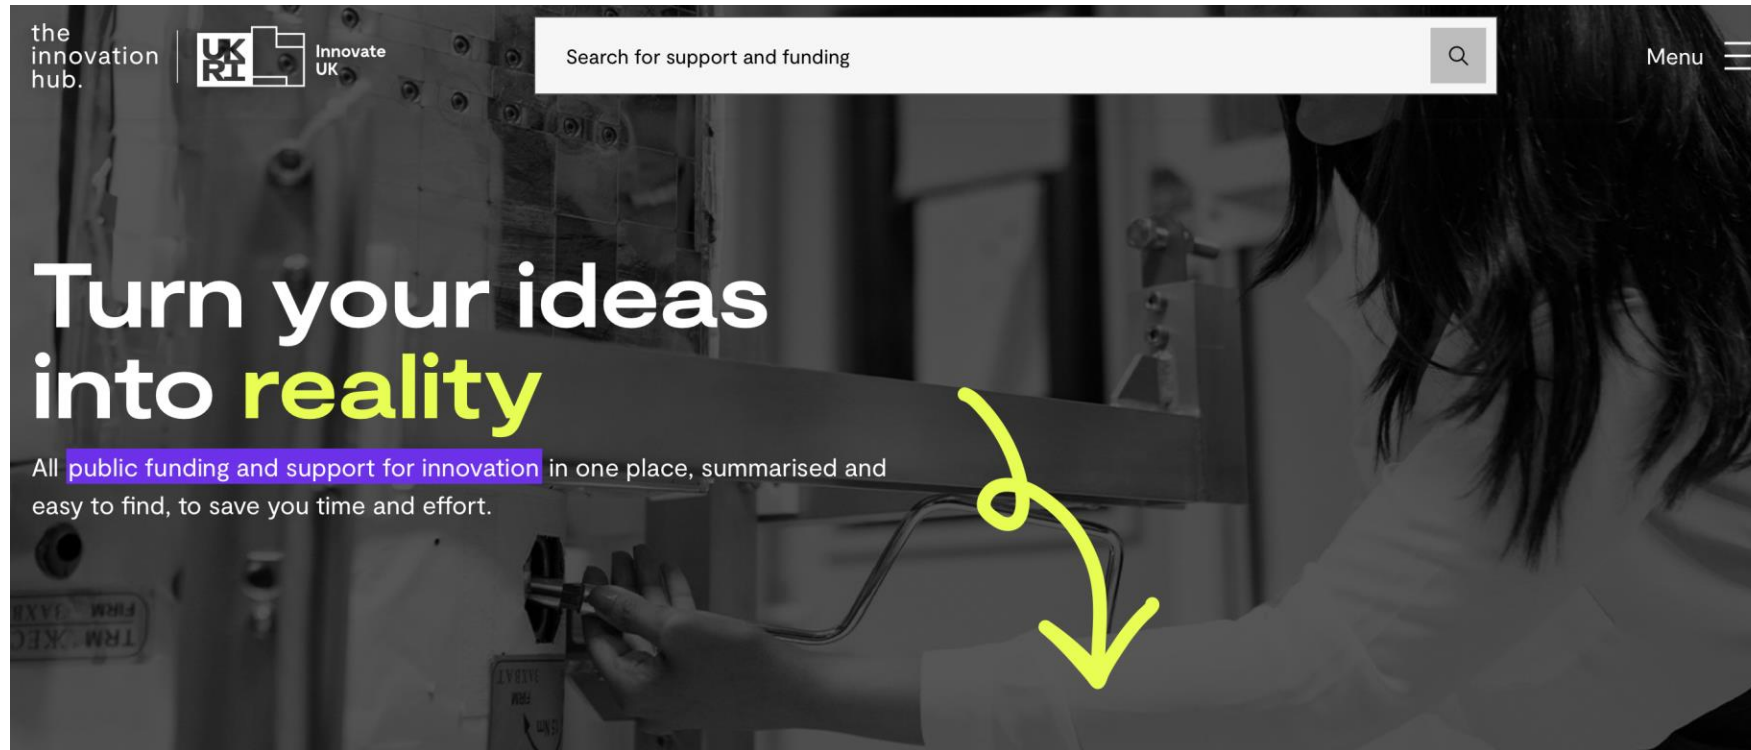 the
innovation
hub.
UK
RI
Innovate
UK
Search for support and funding
Menu
Turn your ideas
into reality
All public funding and support for innovation in one place, summarised and
easy to find, to save you time and effort.